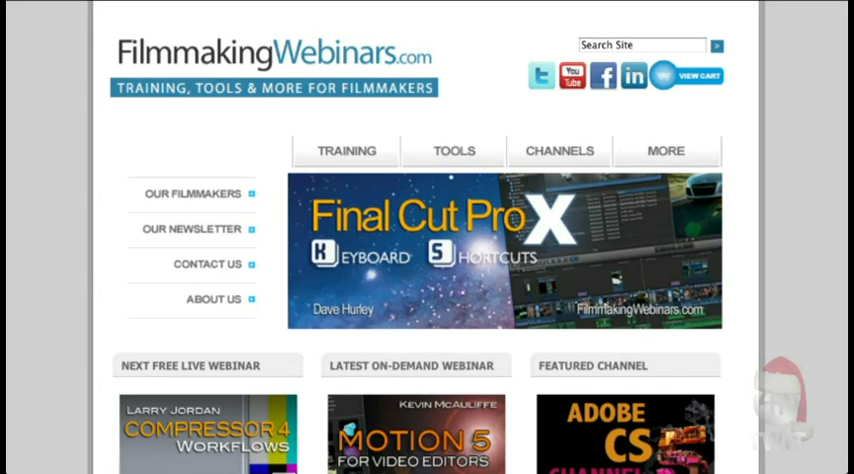 FilmmakingWebinars.com
TRAINING, TOOLS & MORE FOR FILMMAKERS
Search Site
>
t
You
Tube
f
in
VIEW CART
TRAINING
TOOLS
CHANNELS
MORE
OUR FILMMAKERS
OUR NEWSLETTER
CONTACT US
ABOUT US
Final Cut Pro X
KEYBOARD SHORTCUTS
Dave Hurley
FilmmakingWebinars.com
NEXT FREE LIVE WEBINAR
LATEST ON-DEMAND WEBINAR
FEATURED CHANNEL
LARRY JORDAN
COMPRESSOR 4
WORKFLOWS
KEVIN MCAULIFFE
MOTION 5
FOR VIDEO EDITORS
ADOBE
CS
CHANNEL